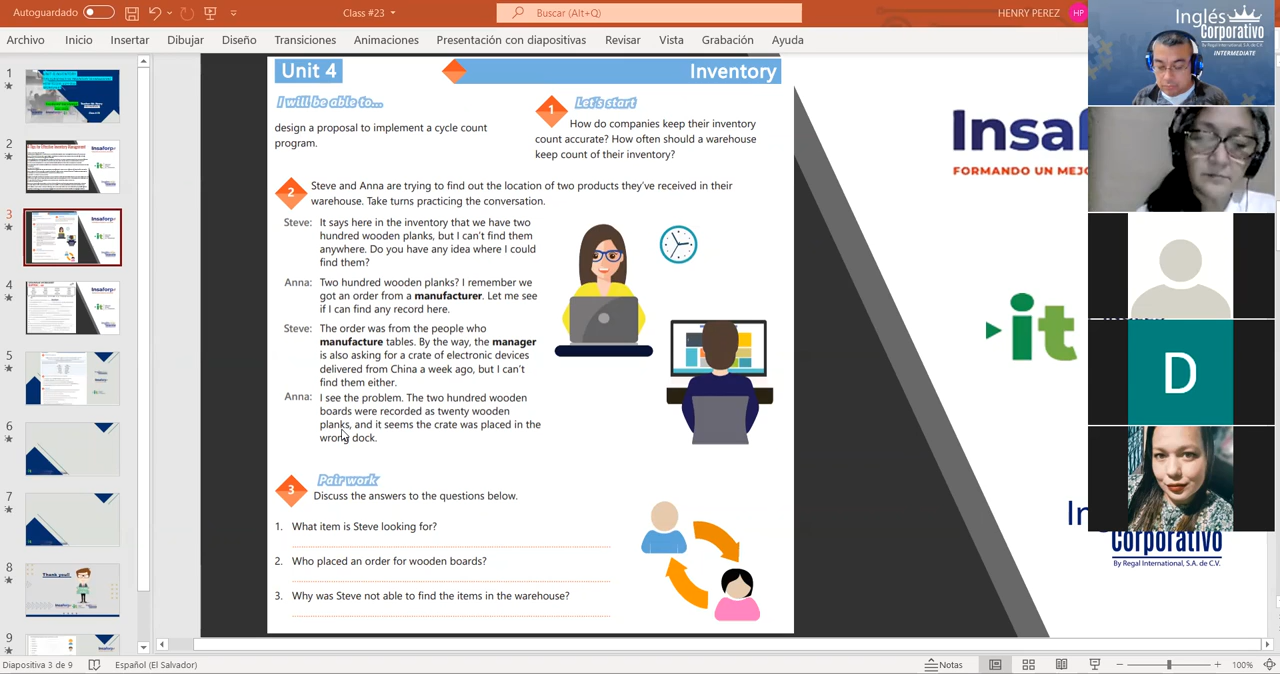 Autoguardado
Class #23
Buscar (Alt+Q)
HENRY PEREZ
HP
Archivo
Inicio
Insertar
Dibujar
Diseño
Transiciones
Animaciones
Presentación con diapositivas
Revisar
Vista
Grabación
Ayuda
Inglés
Corporativo
By Regal International, S.A. de C.V.
INTERMEDIATE
1
2
3
4
5
6
7
8
9
Thank you!
Unit 4
Inventory
I will be able to...
design a proposal to implement a cycle count
program.
1
Let's start
How do companies keep their inventory
count accurate? How often should a warehouse
keep count of their inventory?
2
Steve and Anna are trying to find out the location of two products they've received in their
warehouse. Take turns practicing the conversation.
Steve: It says here in the inventory that we have two
hundred wooden planks, but I can't find them
anywhere. Do you have any idea where I could
find them?
Anna: Two hundred wooden planks? I remember we
got an order from a manufacturer. Let me see
if I can find any record here.
Steve: The order was from the people who
manufacture tables. By the way, the manager
is also asking for a crate of electronic devices
delivered from China a week ago, but I can't
find them either.
Anna: I see the problem. The two hundred wooden
boards were recorded as twenty wooden
planks, and it seems the crate was placed in the
wrong dock.
3
Pair work
Discuss the answers to the questions below.
1. What item is Steve looking for?
2. Who placed an order for wooden boards?
3. Why was Steve not able to find the items in the warehouse?
Insaf
FORMANDO UN MEJ
it
In
Corporativo
By Regal International, S.A. de C.V.
D
Diapositiva 3 de 9
Español (El Salvador)
Notas
100%